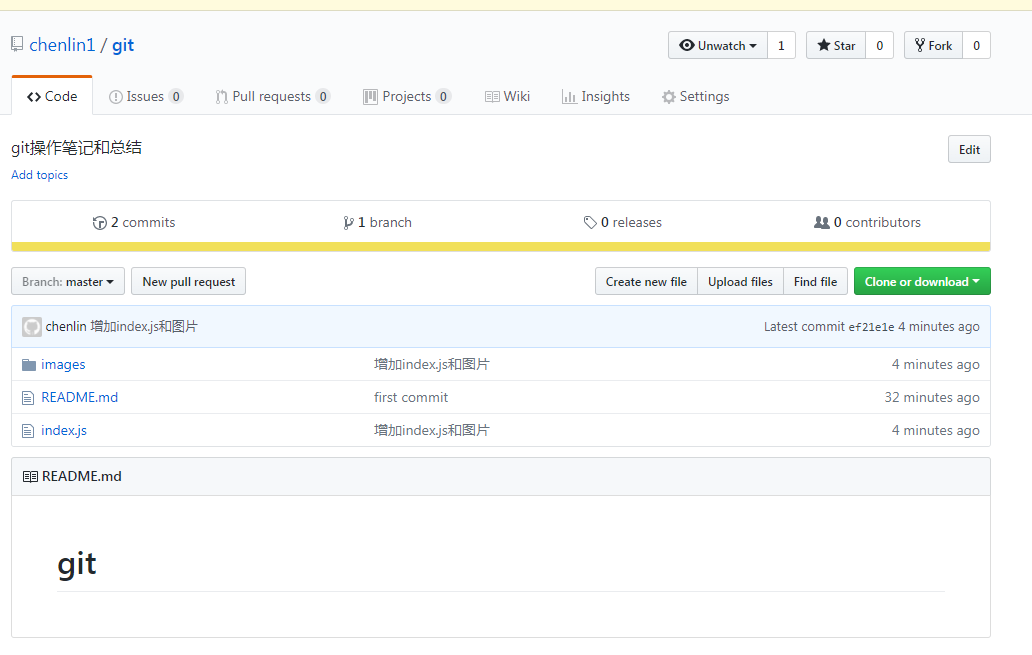 chenlin1 / git Unwatch 1 Star 0 Fork 0
Code Issues 0 Pull requests 0 Projects 0 Wiki Insights Settings
git操作笔记和总结 Edit
Add topics
2 commits 1 branch 0 releases 0 contributors
Branch: master New pull request Create new file Upload files Find file Clone or download
chenlin 增加index.js和图片 Latest commit ef21e1e 4 minutes ago
images 增加index.js和图片 4 minutes ago
README.md first commit 32 minutes ago
index.js 增加index.js和图片 4 minutes ago
README.md
git